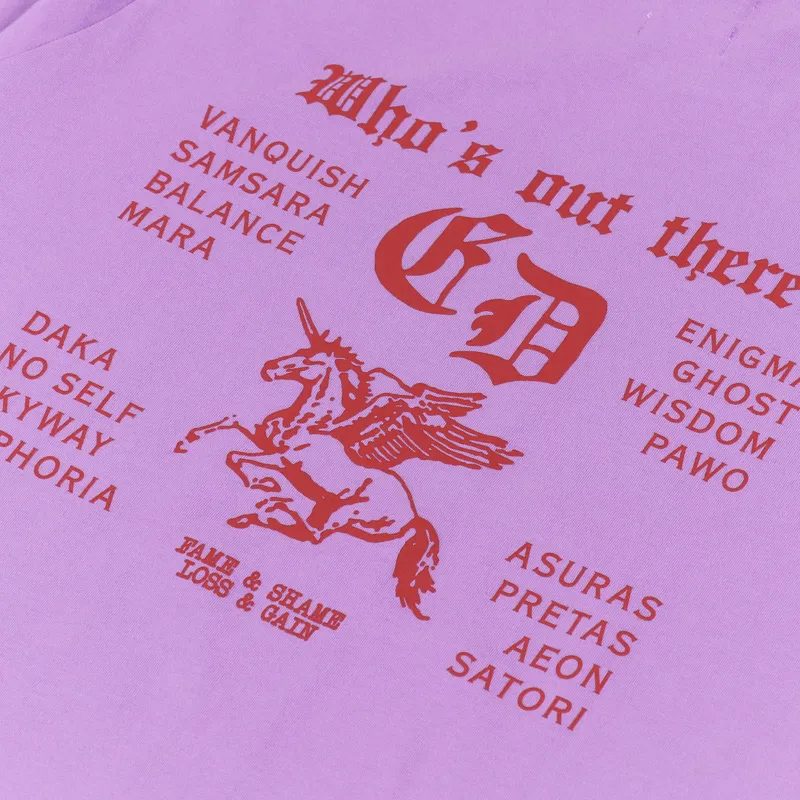 Who's out there
VANQUISH
SAMSARA
BALANCE
MARA
GD
DAKA
NO SELF
KYWAY
PHORIA
ENIGMA
GHOST
WISDOM
PAWO
FAME & SHAME
LOSS & GAIN
ASURAS
PRETAS
AEON
SATORI